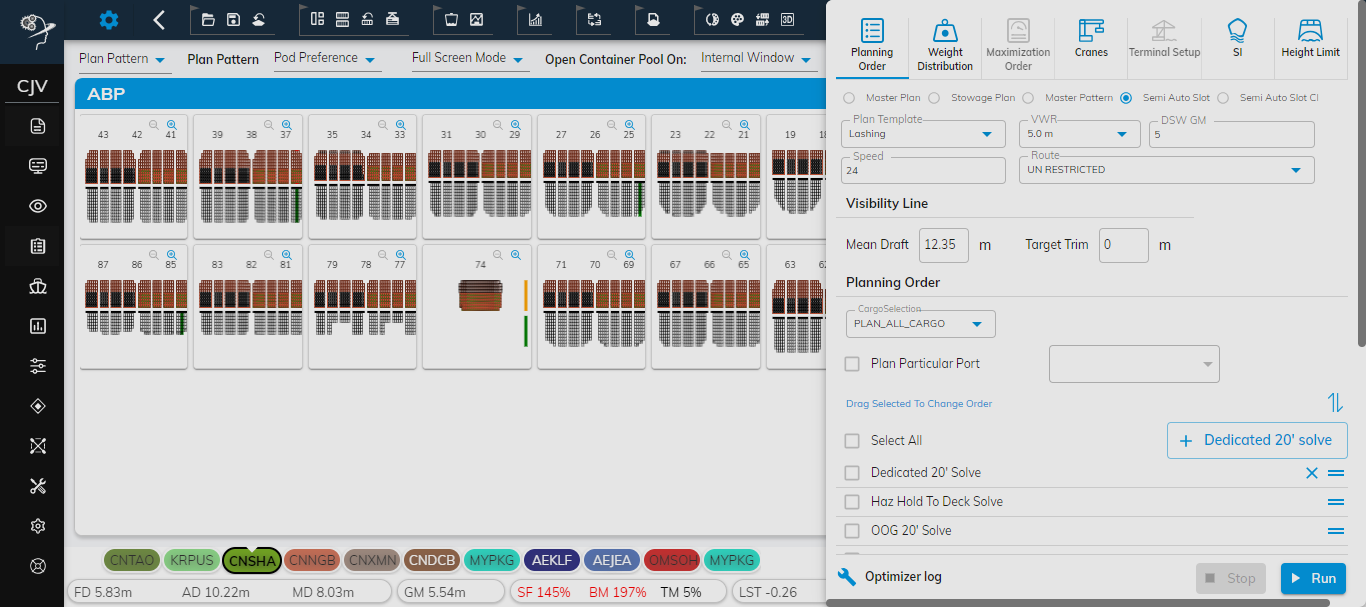 CJV
Plan Pattern
Plan Pattern
Pod Preference
Full Screen Mode
Open Container Pool On:
Internal Window
3D
ABP
43 42 41
39 38 37
35 34 33
31 30 29
27 26 25
23 22 21
19
87 86 85
83 82 81
79 78 77
74
71 70 69
67 66 65
63
CNTAO KRPUS CNSHA CNNGB CNXMN CNDCB MYPKG AEKLF AEJEA OMSOH MYPKG
FD 5.83m AD 10.22m MD 8.03m GM 5.54m SF 145% BM 197% TM 5% LST -0.26
Planning Order
Weight Distribution
Maximization Order
Cranes
Terminal Setup
SI
Height Limit
Master Plan
Stowage Plan
Master Pattern
Semi Auto Slot
Semi Auto Slot Cl
Plan Template
Lashing
VWR
5.0 m
DSW GM
5
Speed
24
Route
UN RESTRICTED
Visibility Line
Mean Draft 12.35 m Target Trim 0 m
Planning Order
CargoSelection
PLAN_ALL_CARGO
Plan Particular Port
Drag Selected To Change Order
Select All
+ Dedicated 20' solve
Dedicated 20' Solve
Haz Hold To Deck Solve
OOG 20' Solve
Optimizer log
Stop
Run